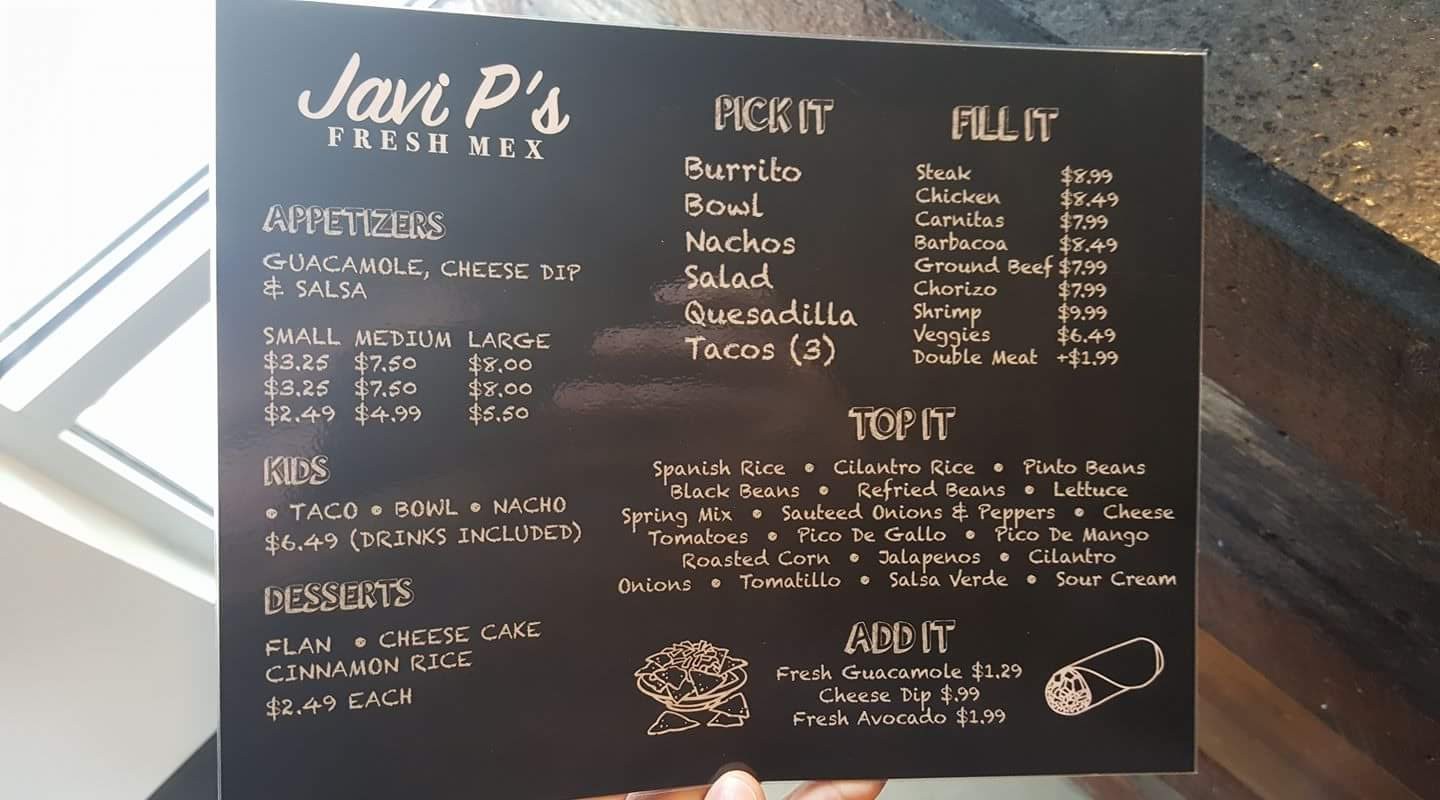 Javi P's
FRESH MEX
APPETIZERS
GUACAMOLE, CHEESE DIP
& SALSA
SMALL MEDIUM LARGE
$3.25 $7.50 $8.00
$3.25 $7.50 $8.00
$2.49 $4.99 $5.50
KIDS
• TACO • BOWL • NACHO
$6.49 (DRINKS INCLUDED)
DESSERTS
FLAN • CHEESE CAKE
CINNAMON RICE
$2.49 EACH
PICK IT
Burrito
Bowl
Nachos
Salad
Quesadilla
Tacos (3)
FILL IT
Steak $8.99
Chicken $8.49
Carnitas $7.99
Barbacoa $8.49
Ground Beef $7.99
Chorizo $7.99
Shrimp $9.99
Veggies $6.49
Double Meat +$1.99
TOP IT
Spanish Rice • Cilantro Rice • Pinto Beans
Black Beans • Refried Beans • Lettuce
Spring Mix • Sauteed Onions & Peppers • Cheese
Tomatoes • Pico De Gallo • Pico De Mango
Roasted Corn • Jalapenos • Cilantro
Onions • Tomatillo • Salsa Verde • Sour Cream
ADD IT
Fresh Guacamole $1.29
Cheese Dip $.99
Fresh Avocado $1.99